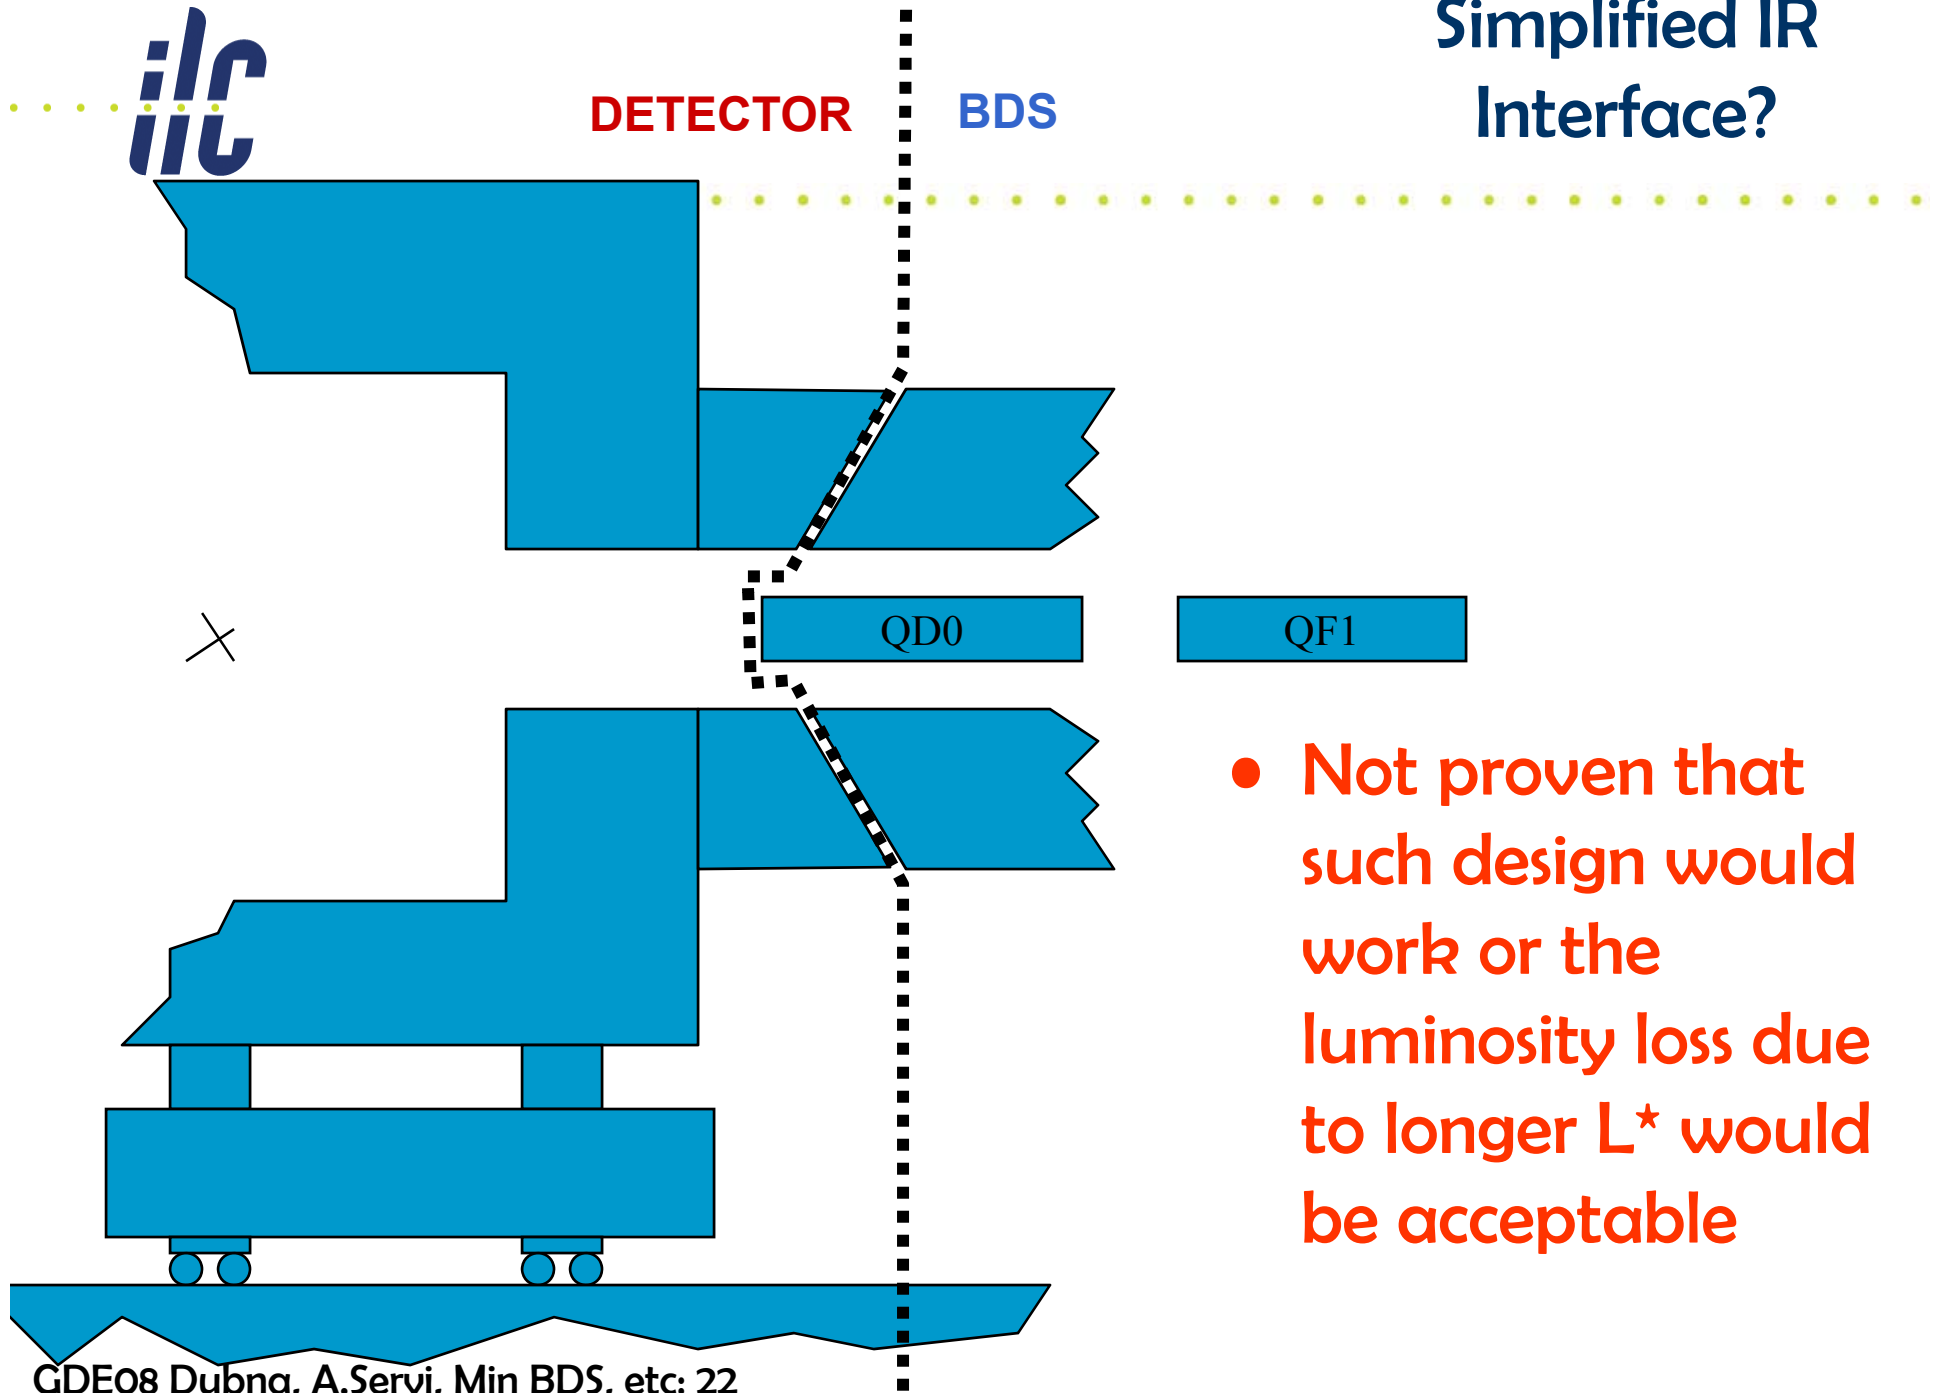 ilc
Simplified IR
Interface?
DETECTOR
BDS
QD0
QF1
• Not proven that
such design would
work or the
luminosity loss due
to longer L* would
be acceptable
GDE08 Dubna, A.Servi, Min BDS, etc: 22